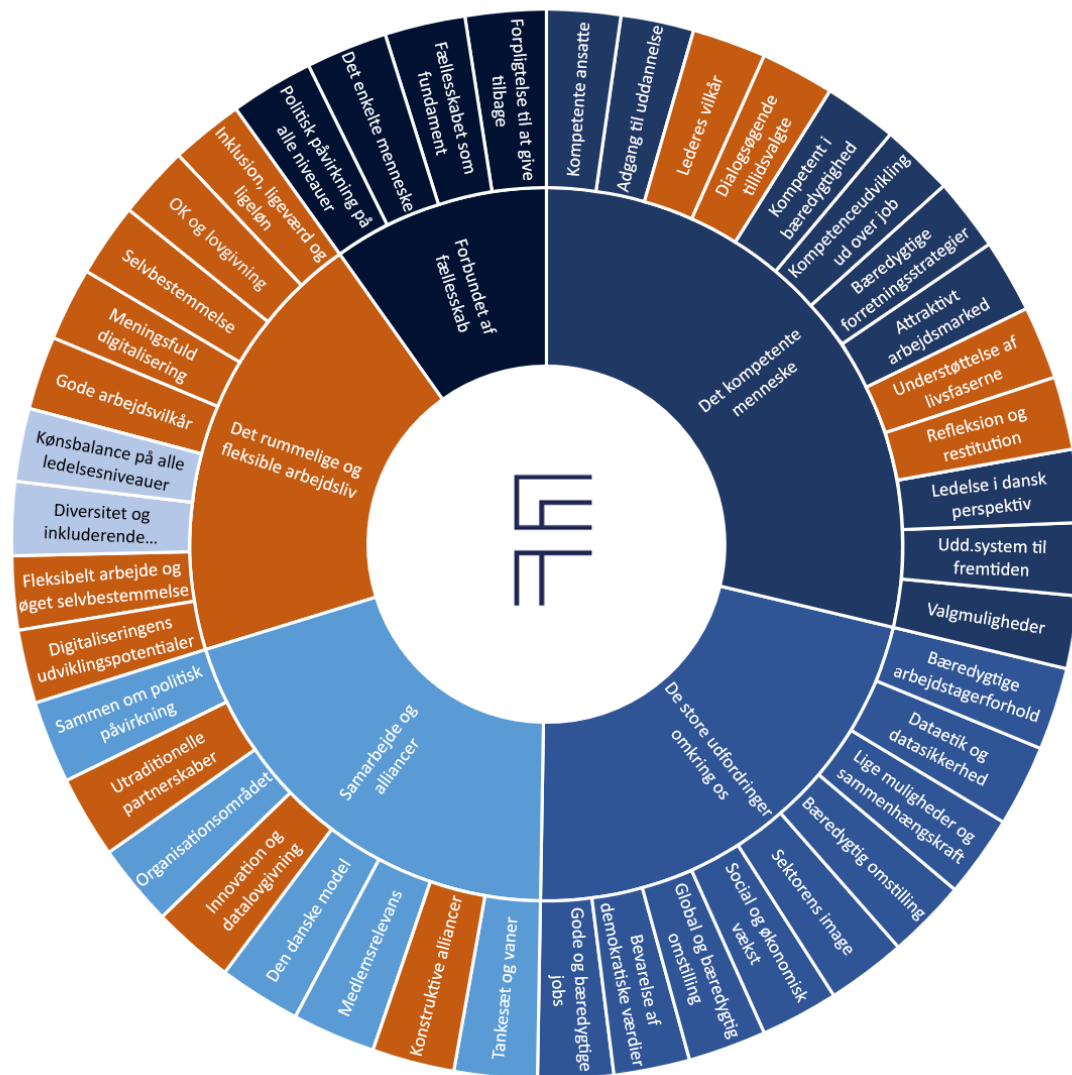 Kompetente ansatte
Adgang til uddannelse
Lederes vilkår
Dialogsøgende
tillidsvalgte
Kompetent i
bæredygtighed
Kompetenceudvikling
ud over job
Bæredygtige
forretningsstrategier
Attraktivt
arbejdsmarked
Understøttelse af
livsfaserne
Refleksion og
restitution
Ledelse i dansk
perspektiv
Udd.system til
fremtiden
Valgmuligheder
Bæredygtige
arbejdstagerforhold
Dataetik og
datasikkerhed
Lige muligheder og
sammenhængskraft
Bæredygtig omstilling
Sektorens image
Social og økonomisk
vækst
Global og bæredygtig
omstilling
Bevarelse af
demokratiske værdier
Gode og bæredygtige
jobs
Tankesæt og vaner
Konstruktive alliancer
Medlemsrelevans
Den danske model
Innovation og
datalovgivning
Organisationsområdet
Utraditionelle
partnerskaber
Sammen om politisk
påvirkning
Digitaliseringens
udviklingspotentialer
Fleksibelt arbejde og
øget selvbestemmelse
Diversitet og
inkluderende...
Kønsbalance på alle
ledelsesniveauer
Gode arbejdsvilkår
Meningsfuld
digitalisering
Selvbestemmelse
OK og lovgivning
Inklusion, ligeværd og
ligeløn
Politisk påvirkning på
alle niveauer
Det enkelte menneske
Fællesskabet som
fundament
Forpligtelse til at give
tilbage
Det kompetente
menneske
De store udfordringer
omkring os
Samarbejde og
alliancer
Det rummelige og
fleksible arbejdsliv
Forbundet af
fællesskab